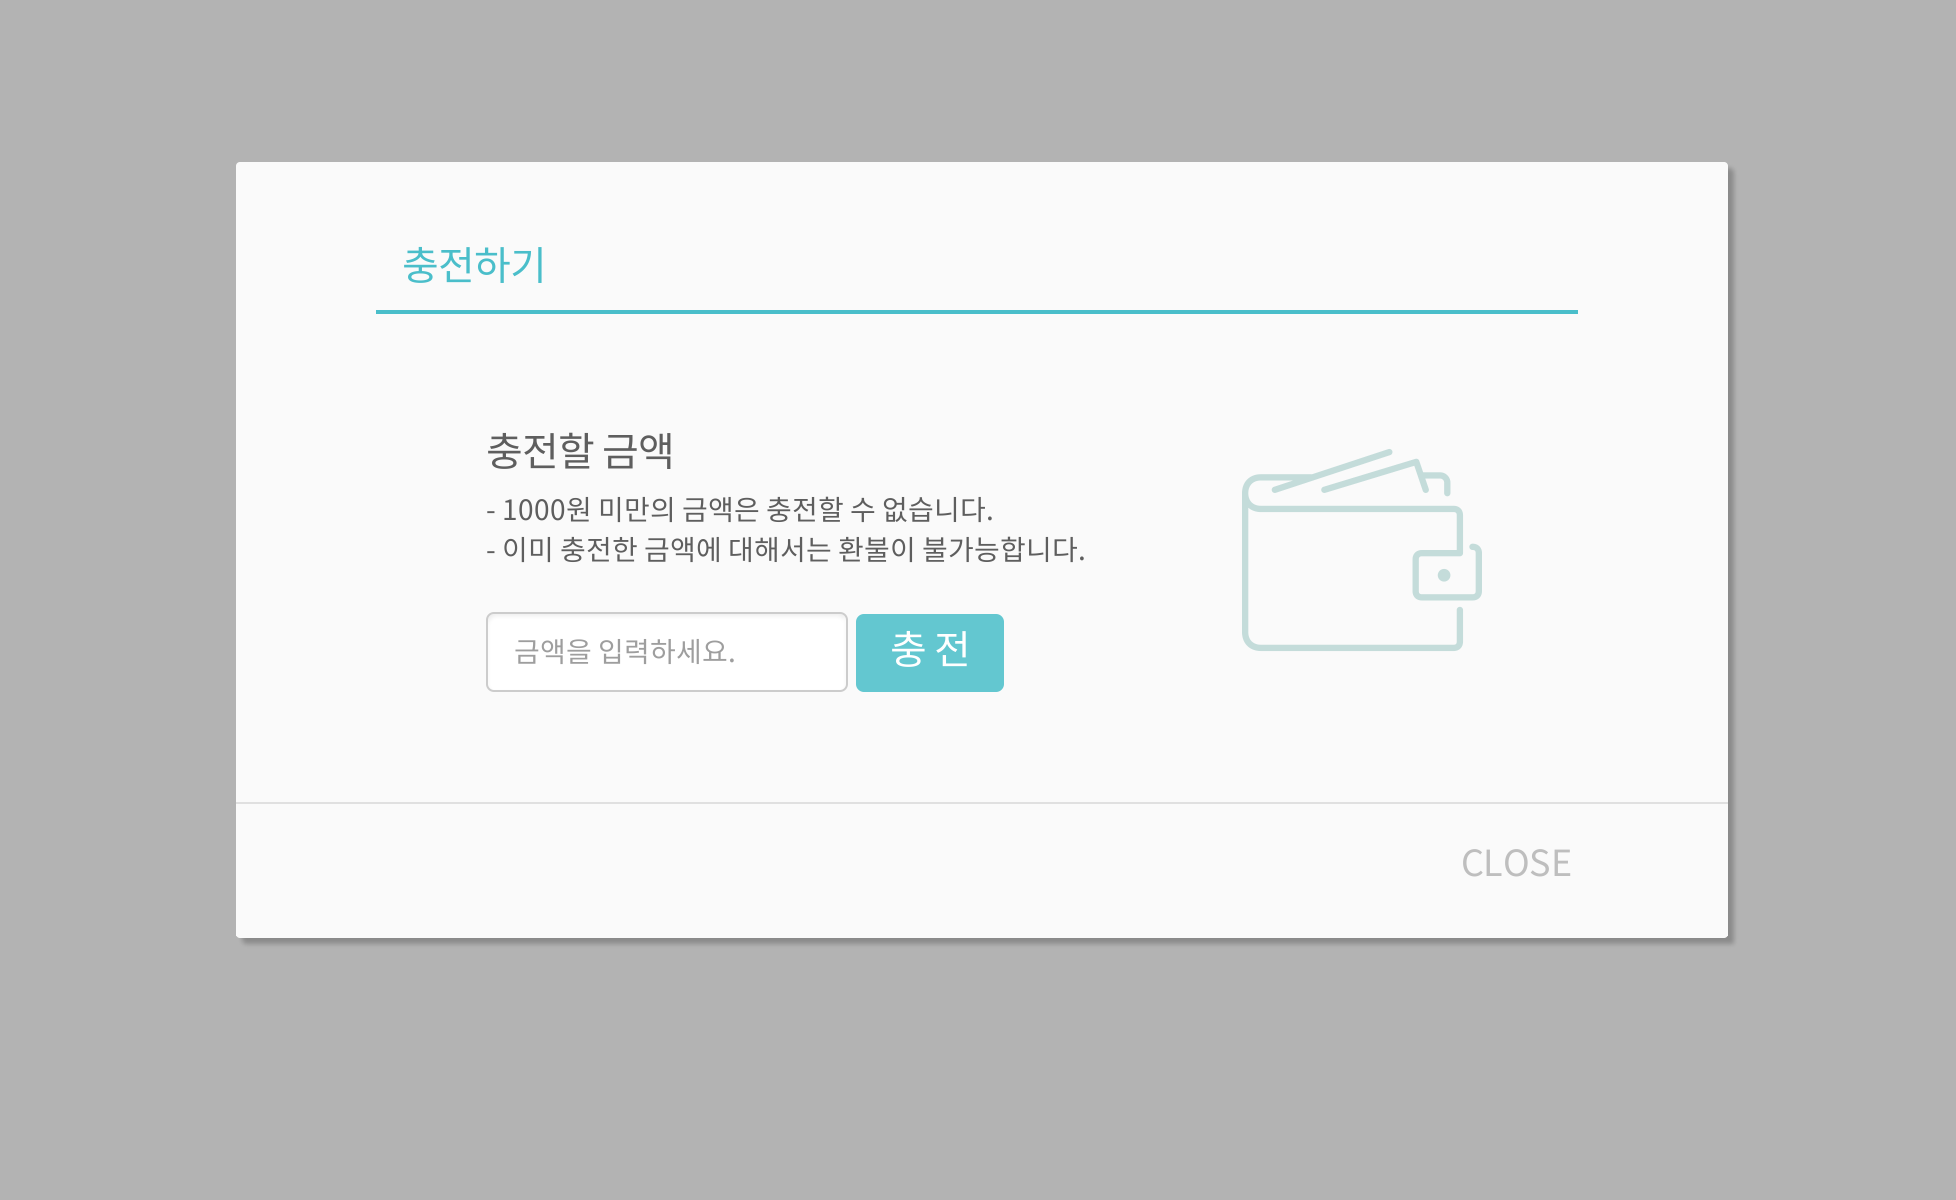 충전하기
충전할 금액
- 1000원 미만의 금액은 충전할 수 없습니다.
- 이미 충전한 금액에 대해서는 환불이 불가능합니다.
금액을 입력하세요.
충 전
CLOSE